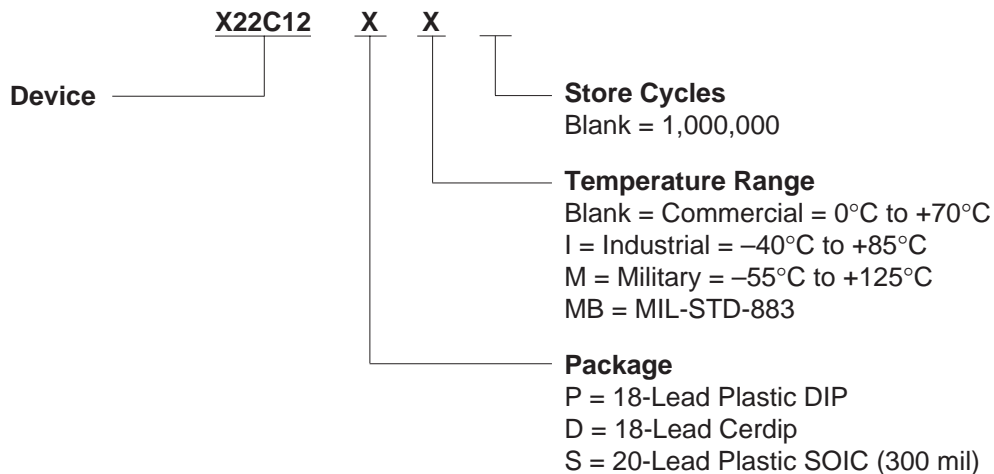 X22C12 X X
Device
Store Cycles
Blank = 1,000,000
Temperature Range
Blank = Commercial = 0°C to +70°C
I = Industrial = –40°C to +85°C
M = Military = –55°C to +125°C
MB = MIL-STD-883
Package
P = 18-Lead Plastic DIP
D = 18-Lead Cerdip
S = 20-Lead Plastic SOIC (300 mil)